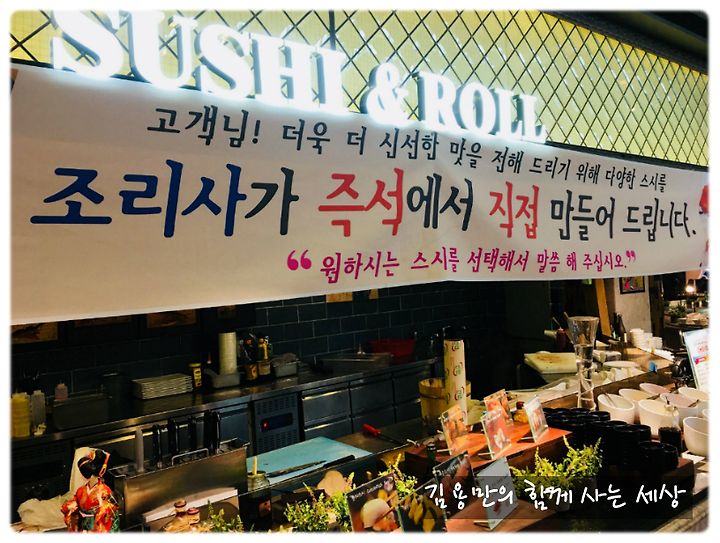 SUSHI & ROLL
고객님! 더욱 더 신선한 맛을 전해 드리기 위해 다양한 스시를
조리사가 즉석에서 직접 만들어 드립니다.
“원하시는 스시를 선택해서 말씀 해 주십시오.”
김용만의 함께 사는 세상